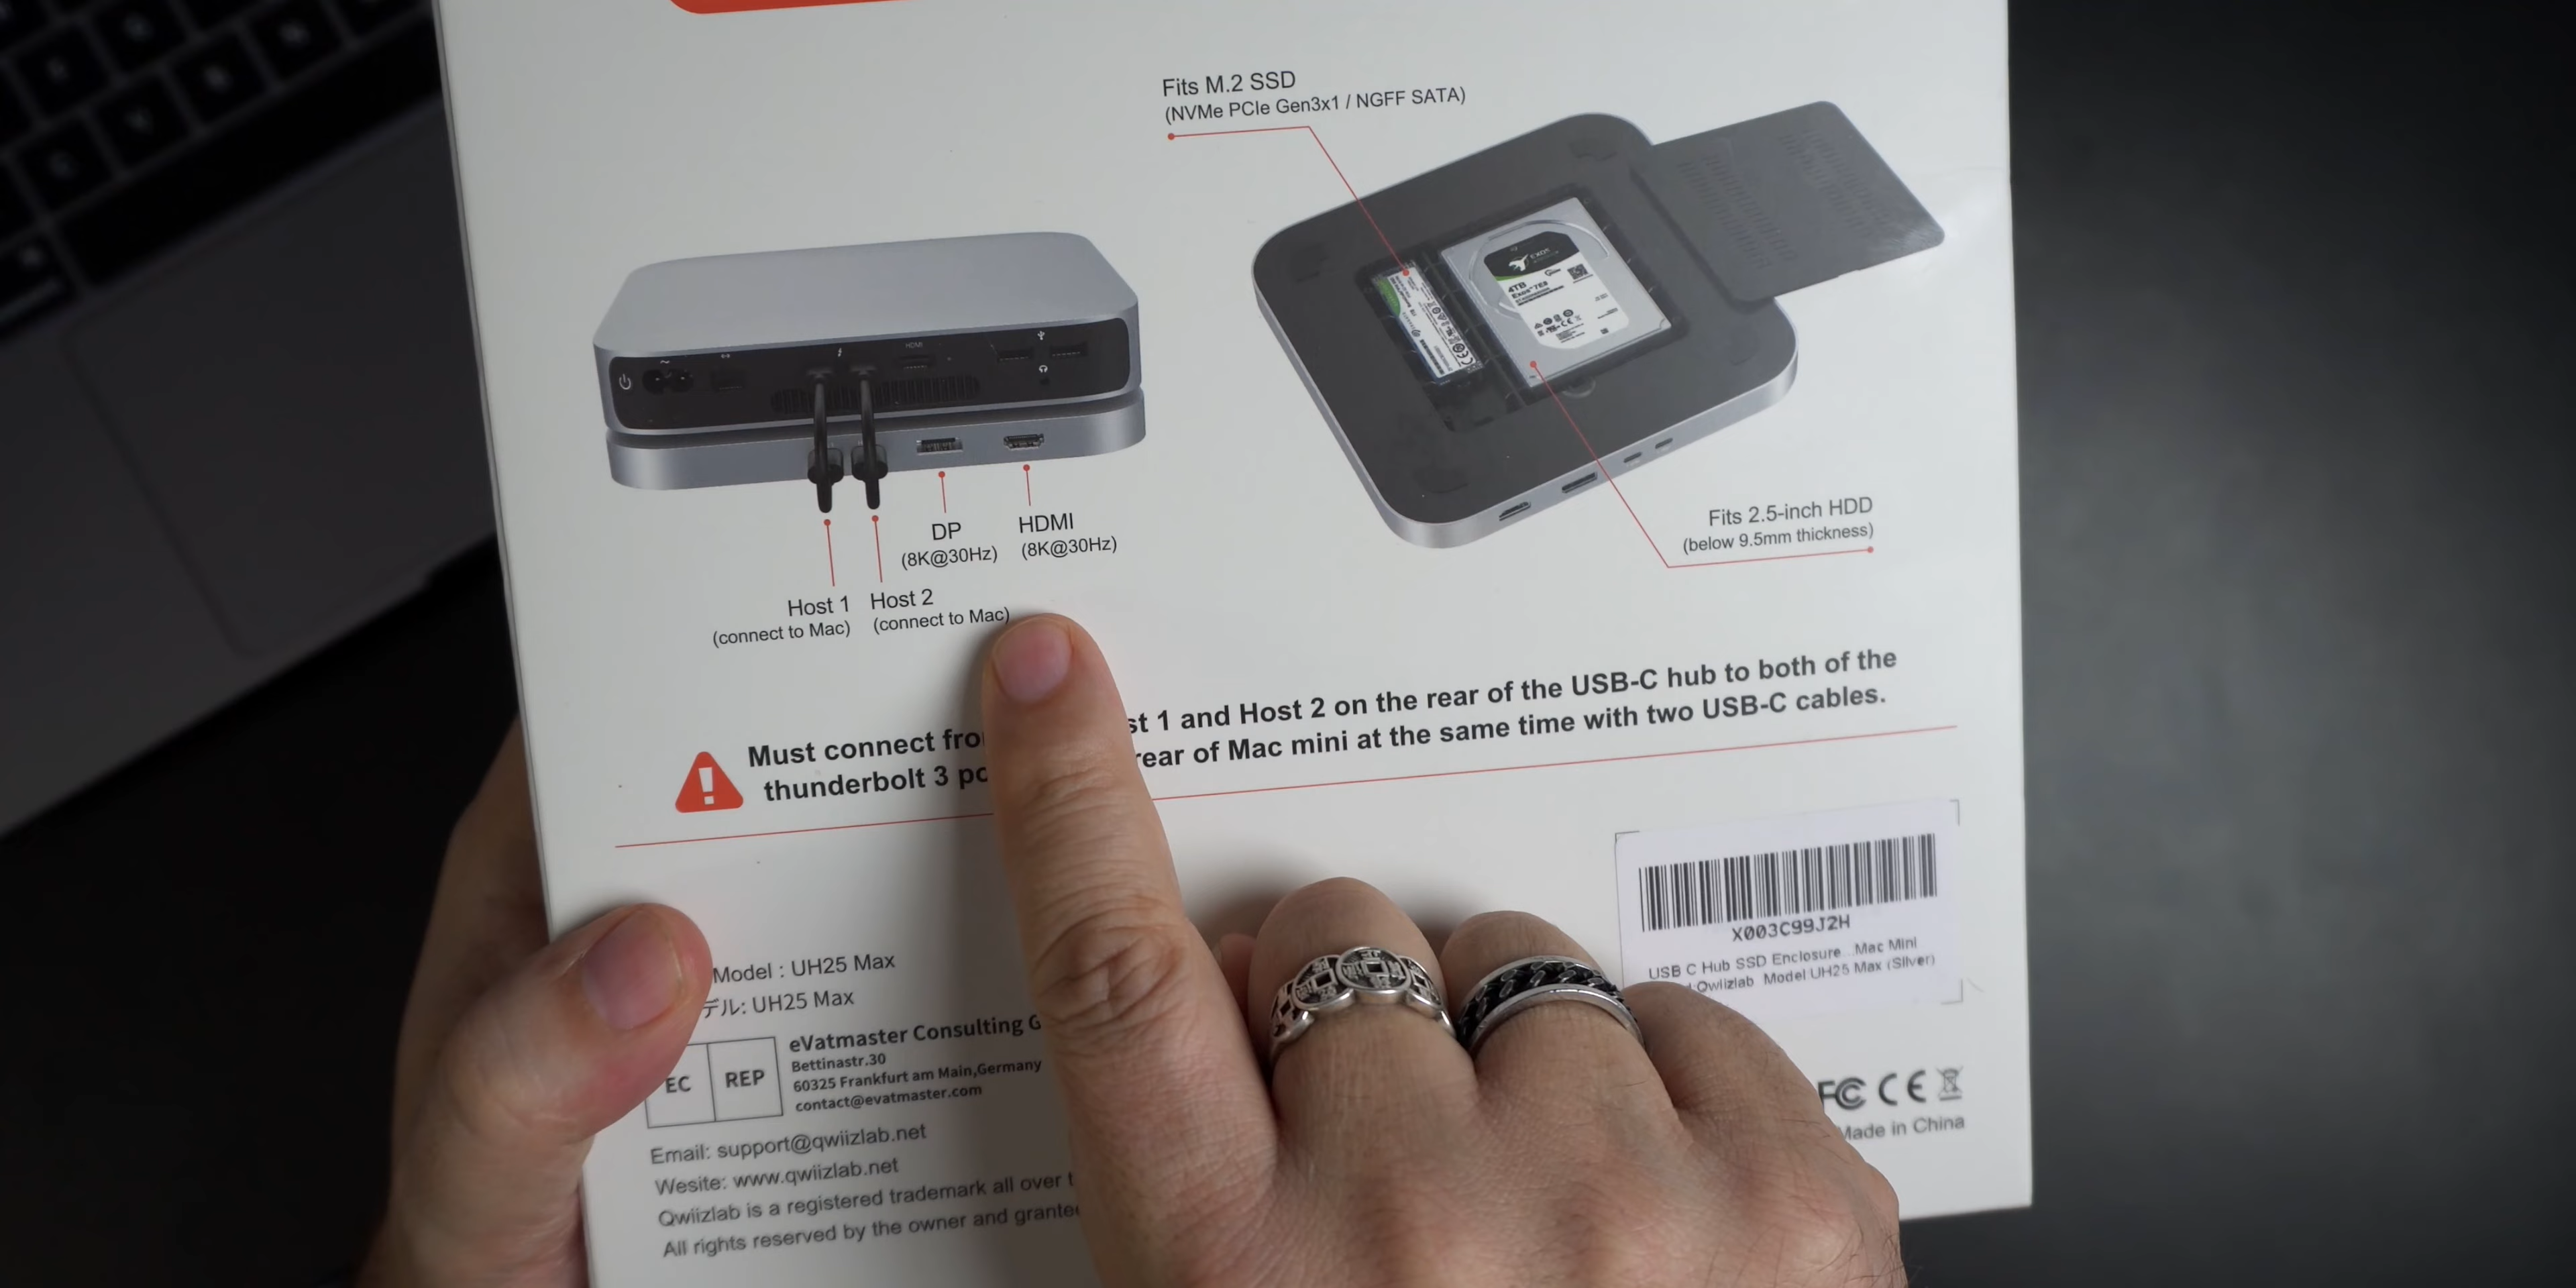 Fits M.2 SSD
(NVMe PCIe Gen3x1 / NGFF SATA)
HDMI
4TB
Exos 7E8
DP
(8K@30Hz)
HDMI
(8K@30Hz)
Fits 2.5-inch HDD
(below 9.5mm thickness)
Host 1
(connect to Mac)
Host 2
(connect to Mac)
Must connect fro st 1 and Host 2 on the rear of the USB-C hub to both of the
thunderbolt 3 po rear of Mac mini at the same time with two USB-C cables.
X003C99J2H
USB C Hub SSD Enclosure...Mac Mini
Qwiizlab Model UH25 Max (Silver)
Model : UH25 Max
デル: UH25 Max
EC REP
eVatmaster Consulting G
Bettinastr.30
60325 Frankfurt am Main,Germany
contact@evatmaster.com
Email: support@qwiizlab.net
Wesite: www.qwiizlab.net
Qwiizlab is a registered trademark all over t
All rights reserved by the owner and grante
FC CE
Made in China